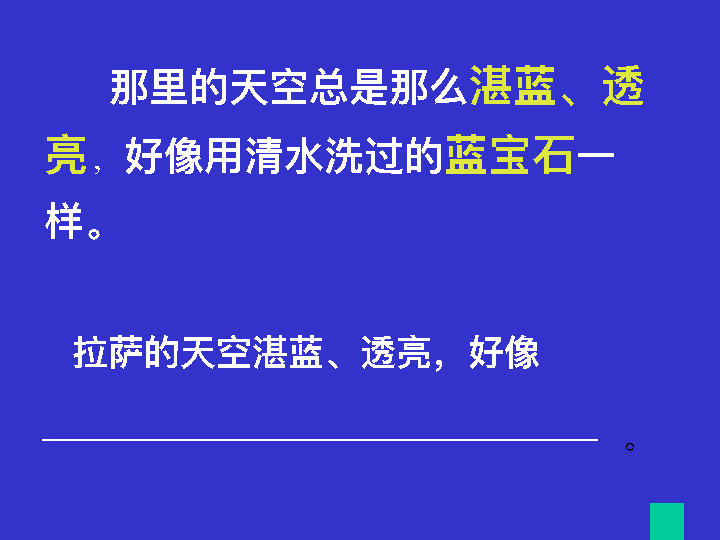 那里的天空总是那么湛蓝、透
亮，好像用清水洗过的蓝宝石一
样。
拉萨的天空湛蓝、透亮，好像
。